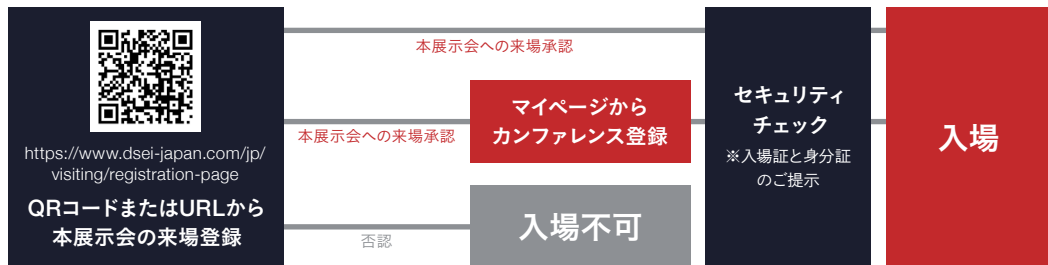 https://www.dsei-japan.com/jp/
visiting/registration-page
QRコードまたはURLから
本展示会の来場登録
本展示会への来場承認
本展示会への来場承認
マイページから
カンファレンス登録
否認
入場不可
セキュリティ
チェック
※入場証と身分証
のご提示
入場